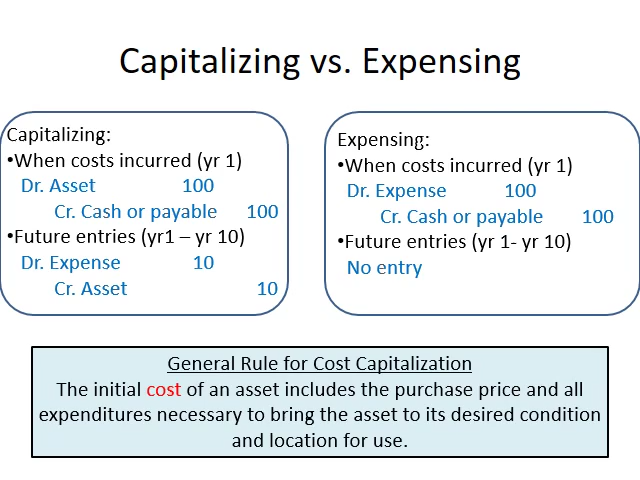 Capitalizing vs. Expensing
Capitalizing:
•When costs incurred (yr 1)
Dr. Asset 100
Cr. Cash or payable 100
•Future entries (yr1 – yr 10)
Dr. Expense 10
Cr. Asset 10
Expensing:
•When costs incurred (yr 1)
Dr. Expense 100
Cr. Cash or payable 100
•Future entries (yr 1- yr 10)
No entry
General Rule for Cost Capitalization
The initial cost of an asset includes the purchase price and all
expenditures necessary to bring the asset to its desired condition
and location for use.